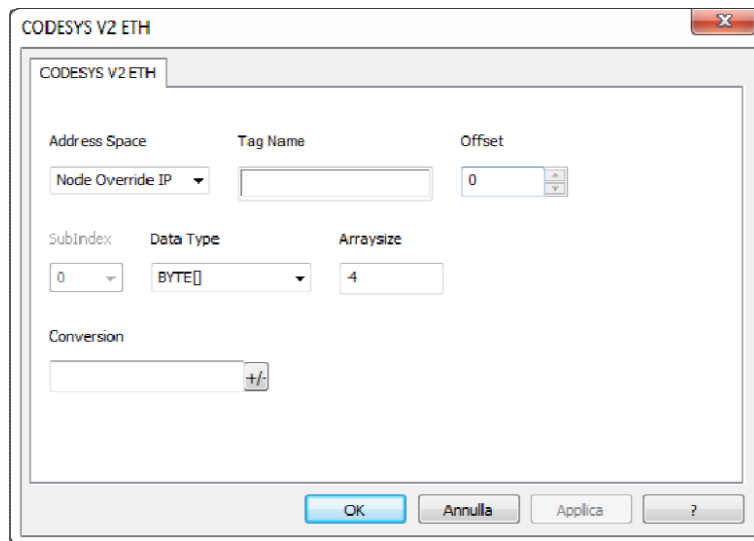 CODESYS V2 ETH
CODESYS V2 ETH
Address Space Tag Name Offset
Node Override IP 0
SubIndex Data Type Arraysize
0 BYTE[] 4
Conversion
+/-
OK Annulla Applica ?